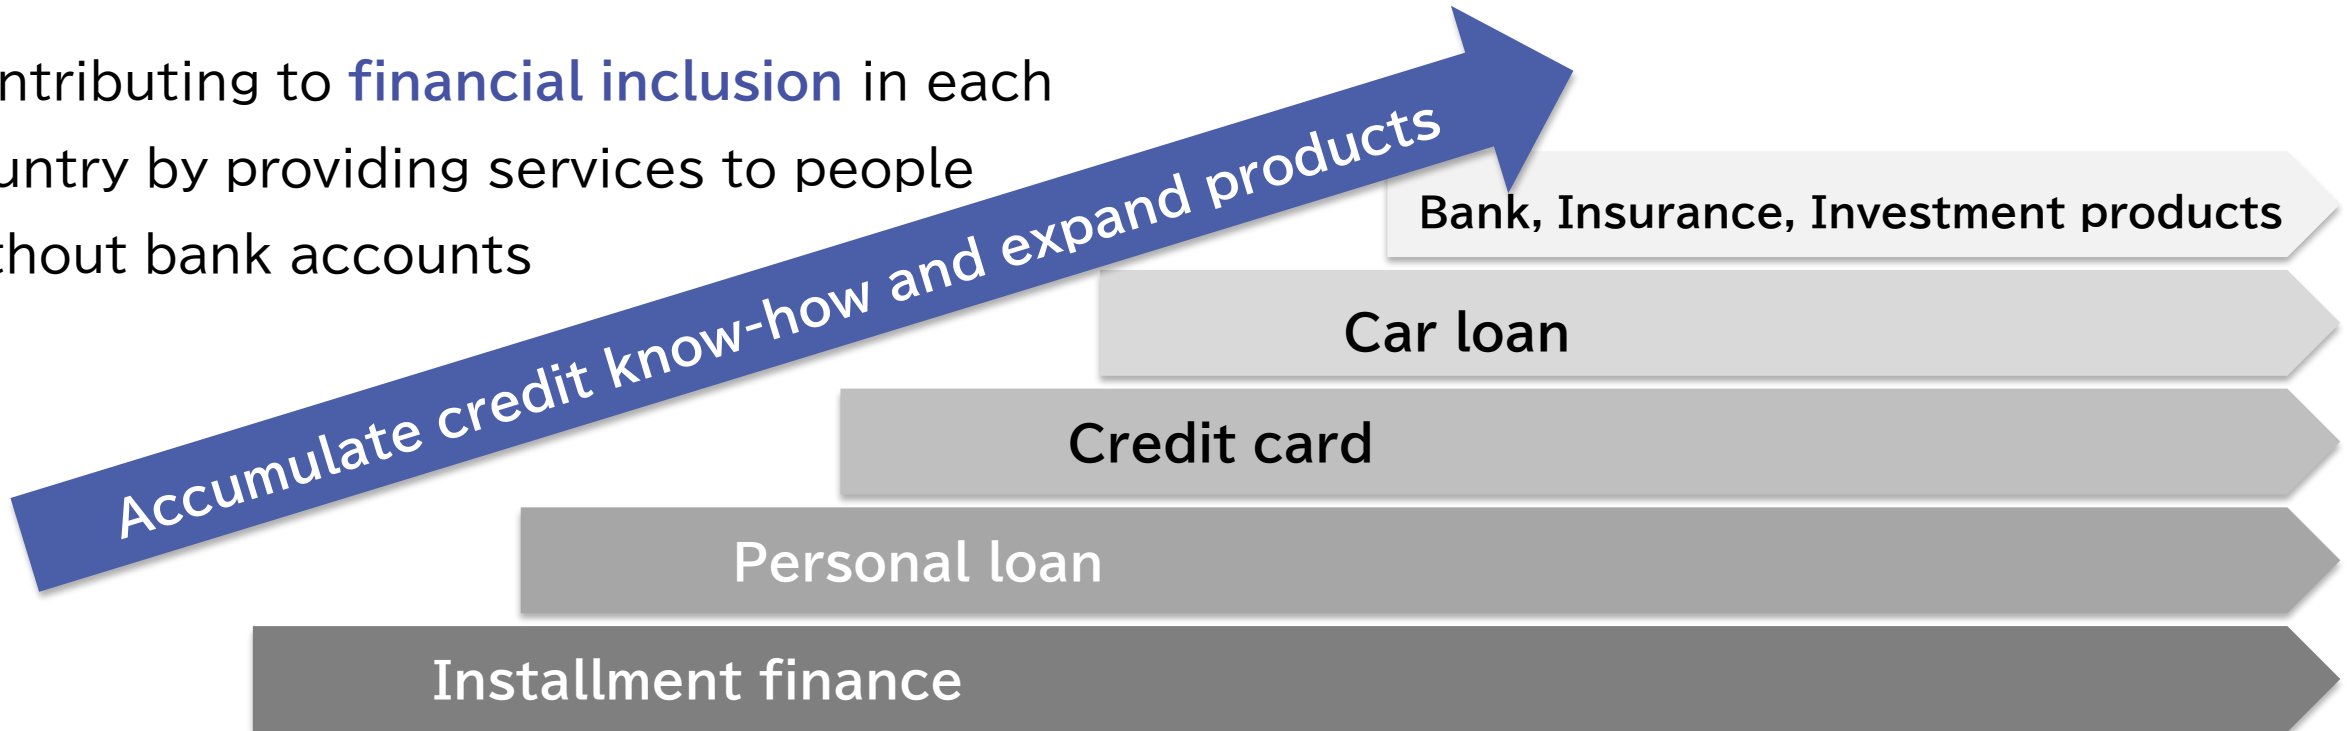 ntributing to financial inclusion in each
untry by providing services to people
thout bank accounts
Accumulate credit know-how and expand products
Bank, Insurance, Investment products
Car loan
Credit card
Personal loan
Installment finance